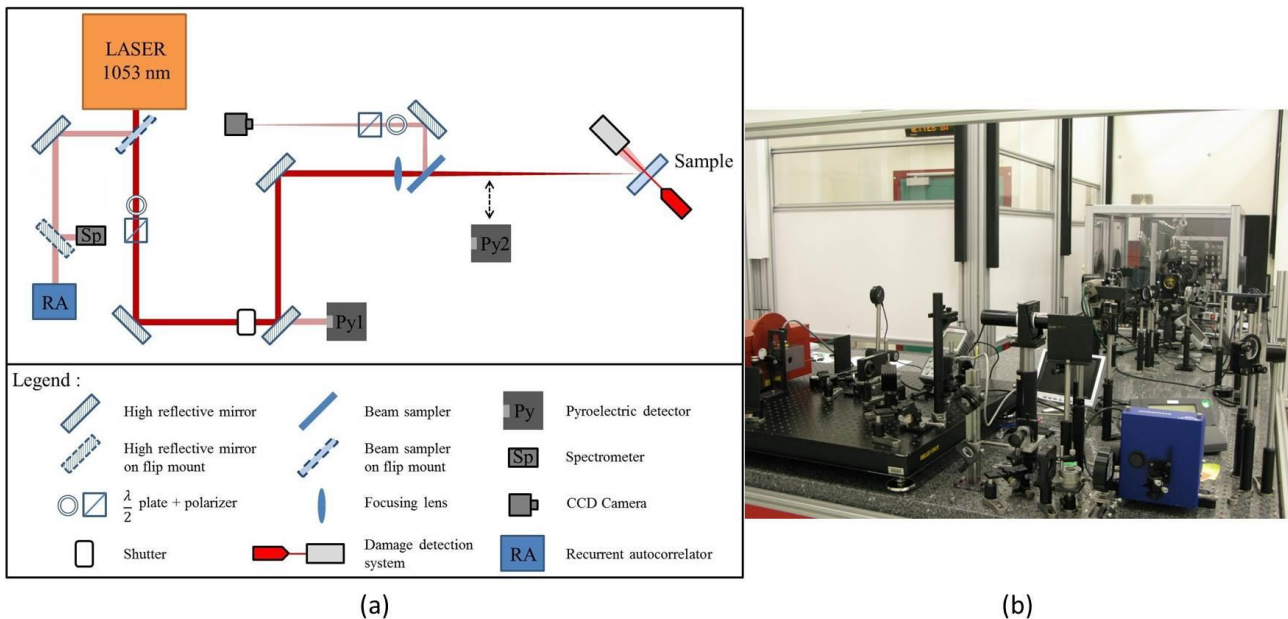 LASER
1053 nm
Sample
Sp
Py2
RA
Py1
Legend :
High reflective mirror
Beam sampler
Py
Pyroelectric detector
High reflective mirror
on flip mount
Beam sampler
on flip mount
Sp
Spectrometer
λ
2
plate + polarizer
Focusing lens
CCD Camera
Shutter
Damage detection
system
RA
Recurrent autocorrelator
(a)
(b)